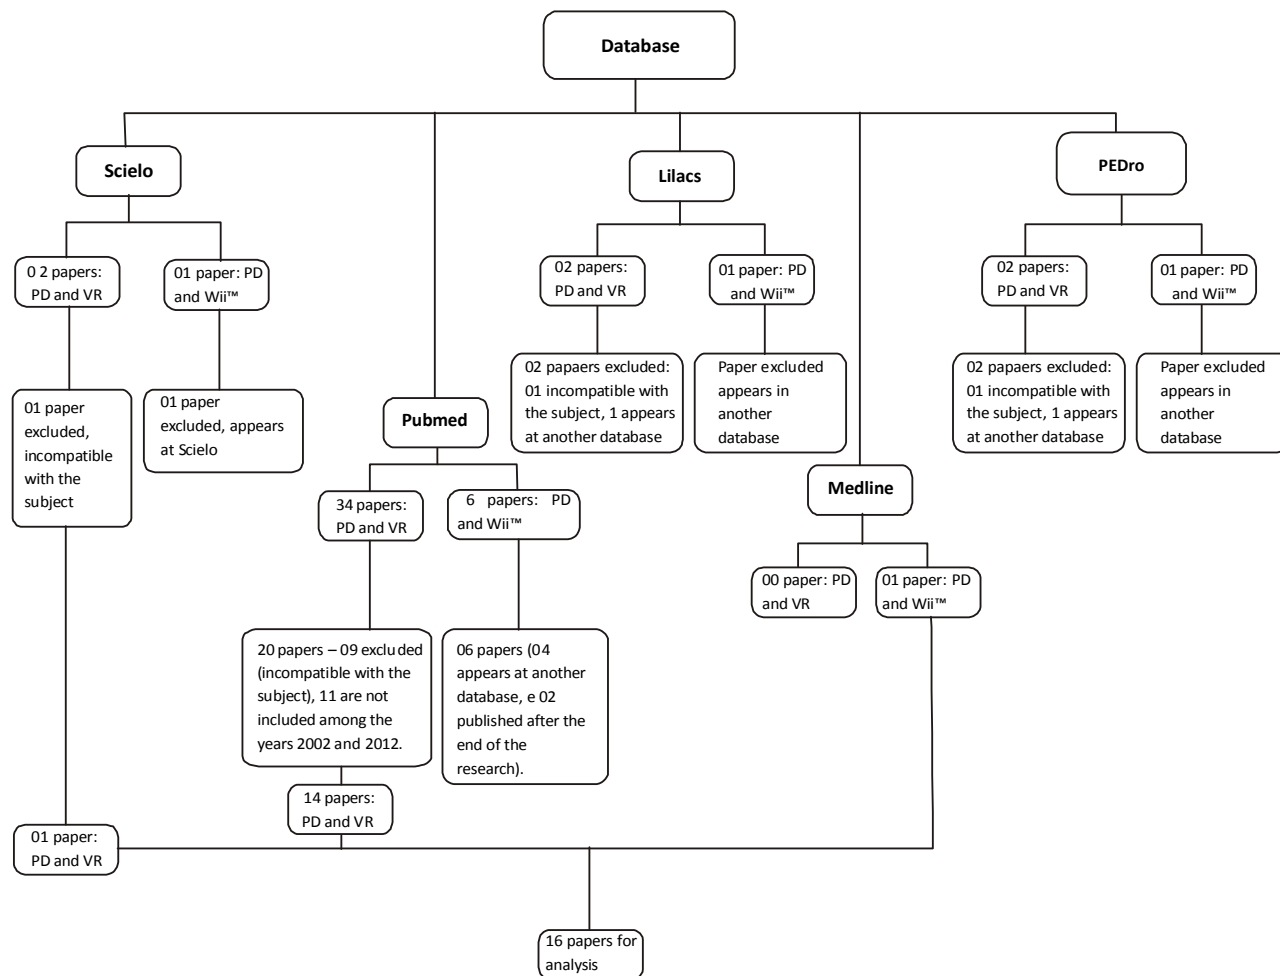 Database
Scielo
0 2 papers:
PD and VR
01 paper: PD
and Wii™
01 paper
excluded,
incompatible
with the
subject
01 paper
excluded, appears
at Scielo
01 paper:
PD and VR
Pubmed
34 papers:
PD and VR
6 papers: PD
and Wii™
20 papers – 09 excluded
(incompatible with the
subject), 11 are not
included among the
years 2002 and 2012.
06 papers (04
appears at another
database, e 02
published after the
end of the
research).
14 papers:
PD and VR
Lilacs
02 papers:
PD and VR
01 paper: PD
and Wii™
02 papaers excluded:
01 incompatible with
the subject, 1 appears
at another database
Paper excluded
appears in
another
database
Medline
00 paper: PD
and VR
01 paper: PD
and Wii™
PEDro
02 papers:
PD and VR
01 paper: PD
and Wii™
02 papaers excluded:
01 incompatible with
the subject, 1 appears
at another database
Paper excluded
appears in
another
database
16 papers for
analysis